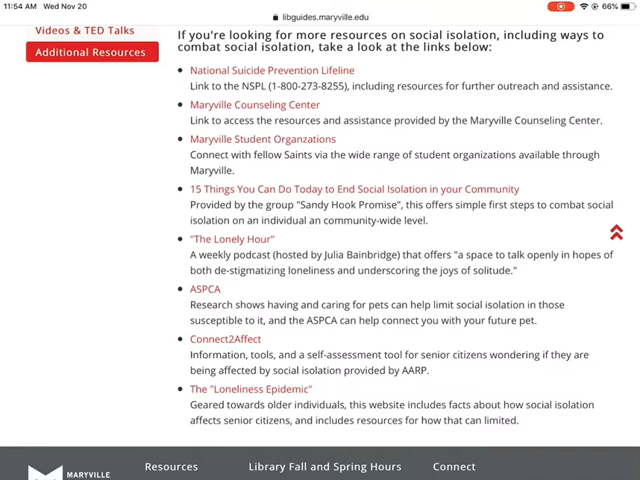 11:54 AM Wed Nov 20
66%
libguides.maryville.edu
Videos & TED Talks
Additional Resources
If you're looking for more resources on social isolation, including ways to
combat social isolation, take a look at the links below:
National Suicide Prevention Lifeline
Link to the NSPL (1-800-273-8255), including resources for further outreach and assistance.
Maryville Counseling Center
Link to access the resources and assistance provided by the Maryville Counseling Center.
Maryville Student Organzations
Connect with fellow Saints via the wide range of student organizations available through
Maryville.
15 Things You Can Do Today to End Social Isolation in your Community
Provided by the group "Sandy Hook Promise", this offers simple first steps to combat social
isolation on an individual an community-wide level.
"The Lonely Hour"
A weekly podcast (hosted by Julia Bainbridge) that offers "a space to talk openly in hopes of
both de-stigmatizing loneliness and underscoring the joys of solitude."
ASPCA
Research shows having and caring for pets can help limit social isolation in those
susceptible to it, and the ASPCA can help connect you with your future pet.
Connect2Affect
Information, tools, and a self-assessment tool for senior citizens wondering if they are
being affected by social isolation provided by AARP.
The "Loneliness Epidemic"
Geared towards older individuals, this website includes facts about how social isolation
affects senior citizens, and includes resources for how that can limited.
MARYVILLE
Resources
Library Fall and Spring Hours
Connect